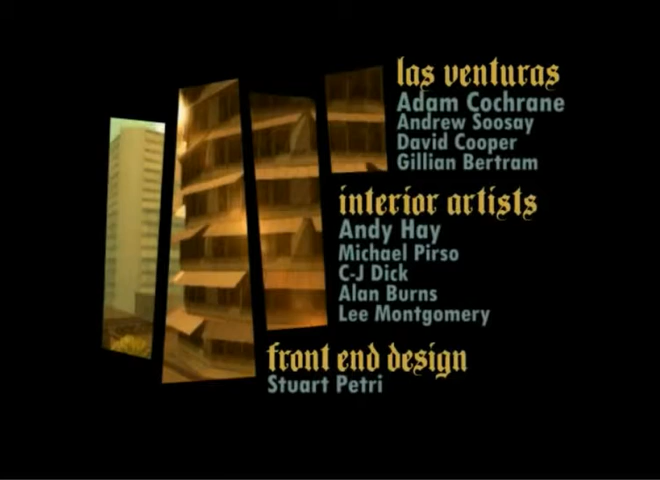 las venturas
Adam Cochrane
Andrew Soosay
David Cooper
Gillian Bertram
interior artists
Andy Hay
Michael Pirso
C-J Dick
Alan Burns
Lee Montgomery
front end design
Stuart Petri